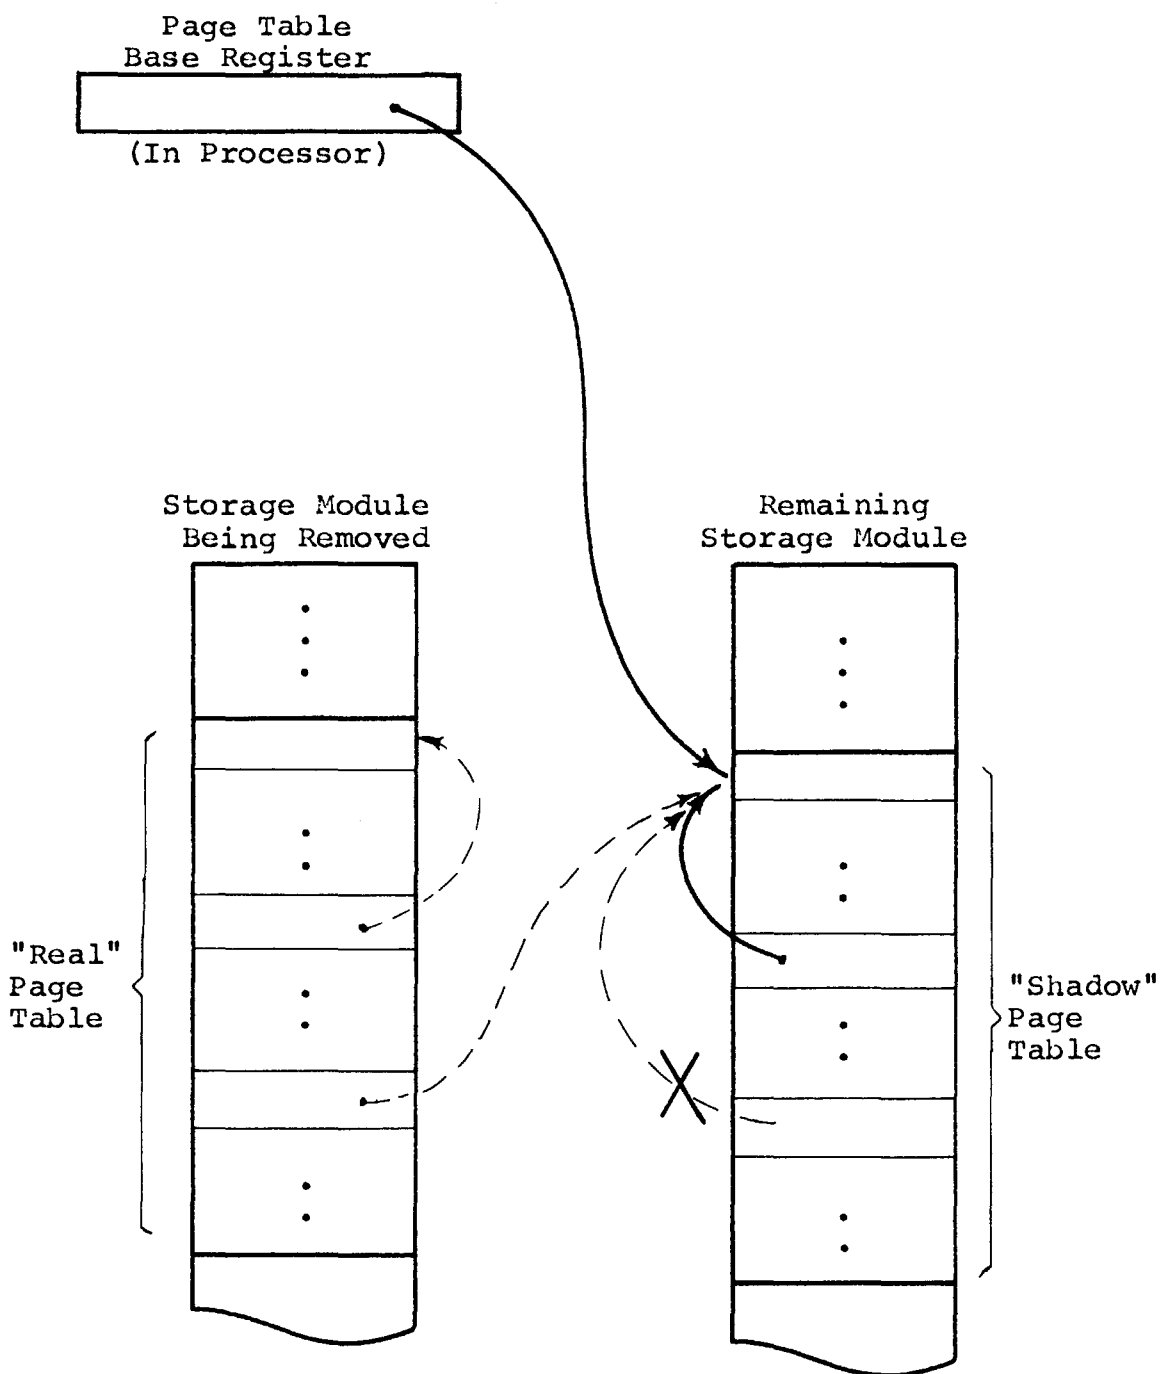 Page Table
Base Register
(In Processor)
Storage Module
Being Removed
Remaining
Storage Module
"Real"
Page
Table
"Shadow"
Page
Table